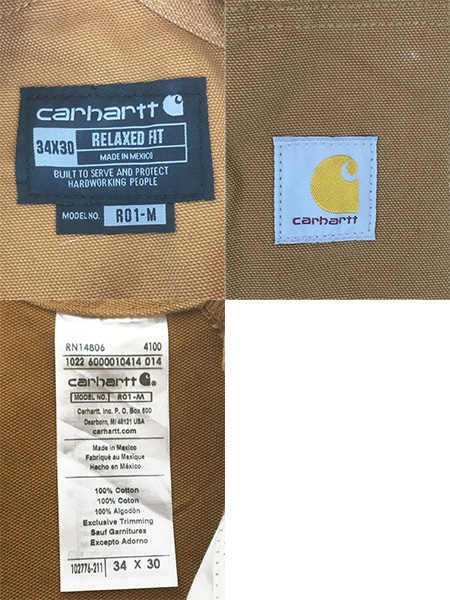 carhartt
34X30 RELAXED FIT
MADE IN MEXICO
BUILT TO SERVE AND PROTECT
HARDWORKING PEOPLE
MODEL NO. R01-M
carhartt
RN14806 4100
1022 6000010414 014
carhartt ®
MODEL NO. R01-M
Carhartt, Inc. P. O. Box 600
Dearborn, MI 48121 USA
carhartt.com
Made in Mexico
Fabriqué au Mexique
Hecho en México
100% Cotton
100% Coton
100% Algodón
Exclusive Trimming
Sauf Garnitures
Excepto Adorno
102776-211 34 X 30